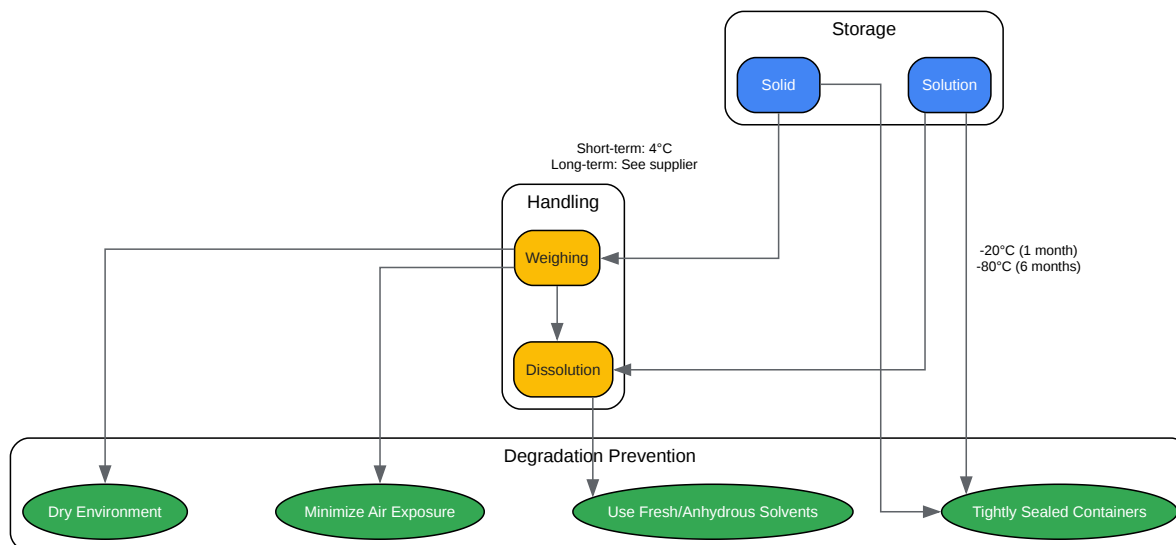 Storage
Solid
Solution
Short-term: 4°C
Long-term: See supplier
Handling
Weighing
-20°C (1 month)
-80°C (6 months)
Dissolution
Degradation Prevention
Dry Environment
Minimize Air Exposure
Use Fresh/Anhydrous Solvents
Tightly Sealed Containers